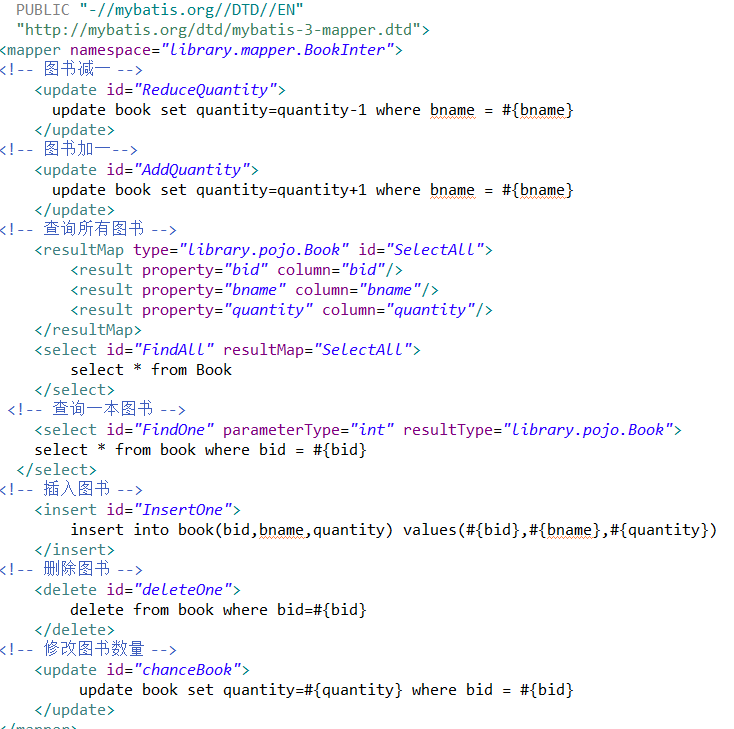 PUBLIC "-//mybatis.org//DTD//EN"
"http://mybatis.org/dtd/mybatis-3-mapper.dtd">
<mapper namespace="library.mapper.BookInter">
<!-- 图书减一 -->
<update id="ReduceQuantity">
update book set quantity=quantity-1 where bname = #{bname}
</update>
<!-- 图书加一-->
<update id="AddQuantity">
update book set quantity=quantity+1 where bname = #{bname}
</update>
<!-- 查询所有图书 -->
<resultMap type="library.pojo.Book" id="SelectAll">
<result property="bid" column="bid"/>
<result property="bname" column="bname"/>
<result property="quantity" column="quantity"/>
</resultMap>
<select id="FindAll" resultMap="SelectAll">
select * from Book
</select>
<!-- 查询一本图书 -->
<select id="FindOne" parameterType="int" resultType="library.pojo.Book">
select * from book where bid = #{bid}
</select>
<!-- 插入图书 -->
<insert id="InsertOne">
insert into book(bid,bname,quantity) values(#{bid},#{bname},#{quantity})
</insert>
<!-- 删除图书 -->
<delete id="deleteOne">
delete from book where bid=#{bid}
</delete>
<!-- 修改图书数量 -->
<update id="chanceBook">
update book set quantity=#{quantity} where bid = #{bid}
</update>
</mapper>